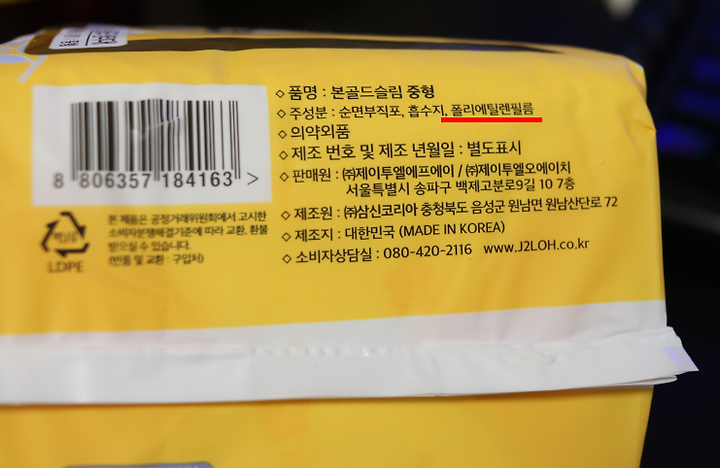 ◇ 품명 : 본골드슬림 중형
◇ 주성분 : 순면부직포, 흡수지, 폴리에틸렌필름
◇ 의약외품
◇ 제조 번호 및 제조 년월일 : 별도표시
◇ 판매원 : ㈜제이투엘에프에이 / ㈜제이투엘오에이치
서울특별시 송파구 백제고분로9길 10 7층
◇ 제조원 : ㈜삼신코리아 충청북도 음성군 원남면 원남산단로 72
◇ 제조지 : 대한민국 (MADE IN KOREA)
◇ 소비자상담실 : 080-420-2116 www.J2LOH.co.kr
8 806357 184163 >
비닐류
LDPE
본 제품은 공정거래위원회에서 고시한
소비자분쟁해결기준에 따라 교환, 환불
받으실 수 있습니다.
(반품 및 교환 : 구입처)